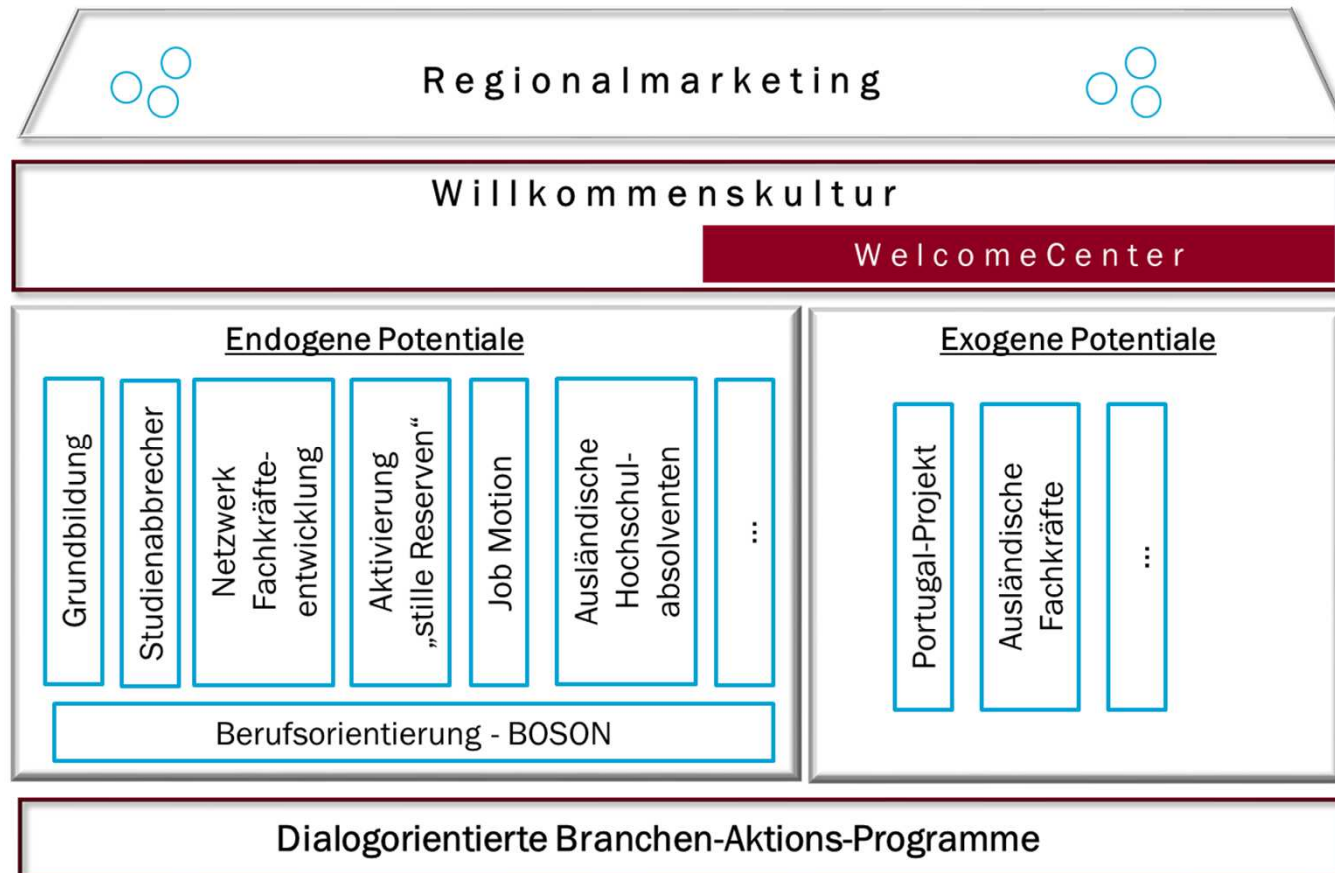 Regionalmarketing
Willkommenskultur
WelcomeCenter
Endogene Potentiale
Grundbildung
Studienabbrecher
Netzwerk
Fachkräfte-
entwicklung
Aktivierung
„stille Reserven“
Job Motion
Ausländische
Hochschul-
absolventen
...
Berufsorientierung - BOSON
Exogene Potentiale
Portugal-Projekt
Ausländische
Fachkräfte
...
Dialogorientierte Branchen-Aktions-Programme